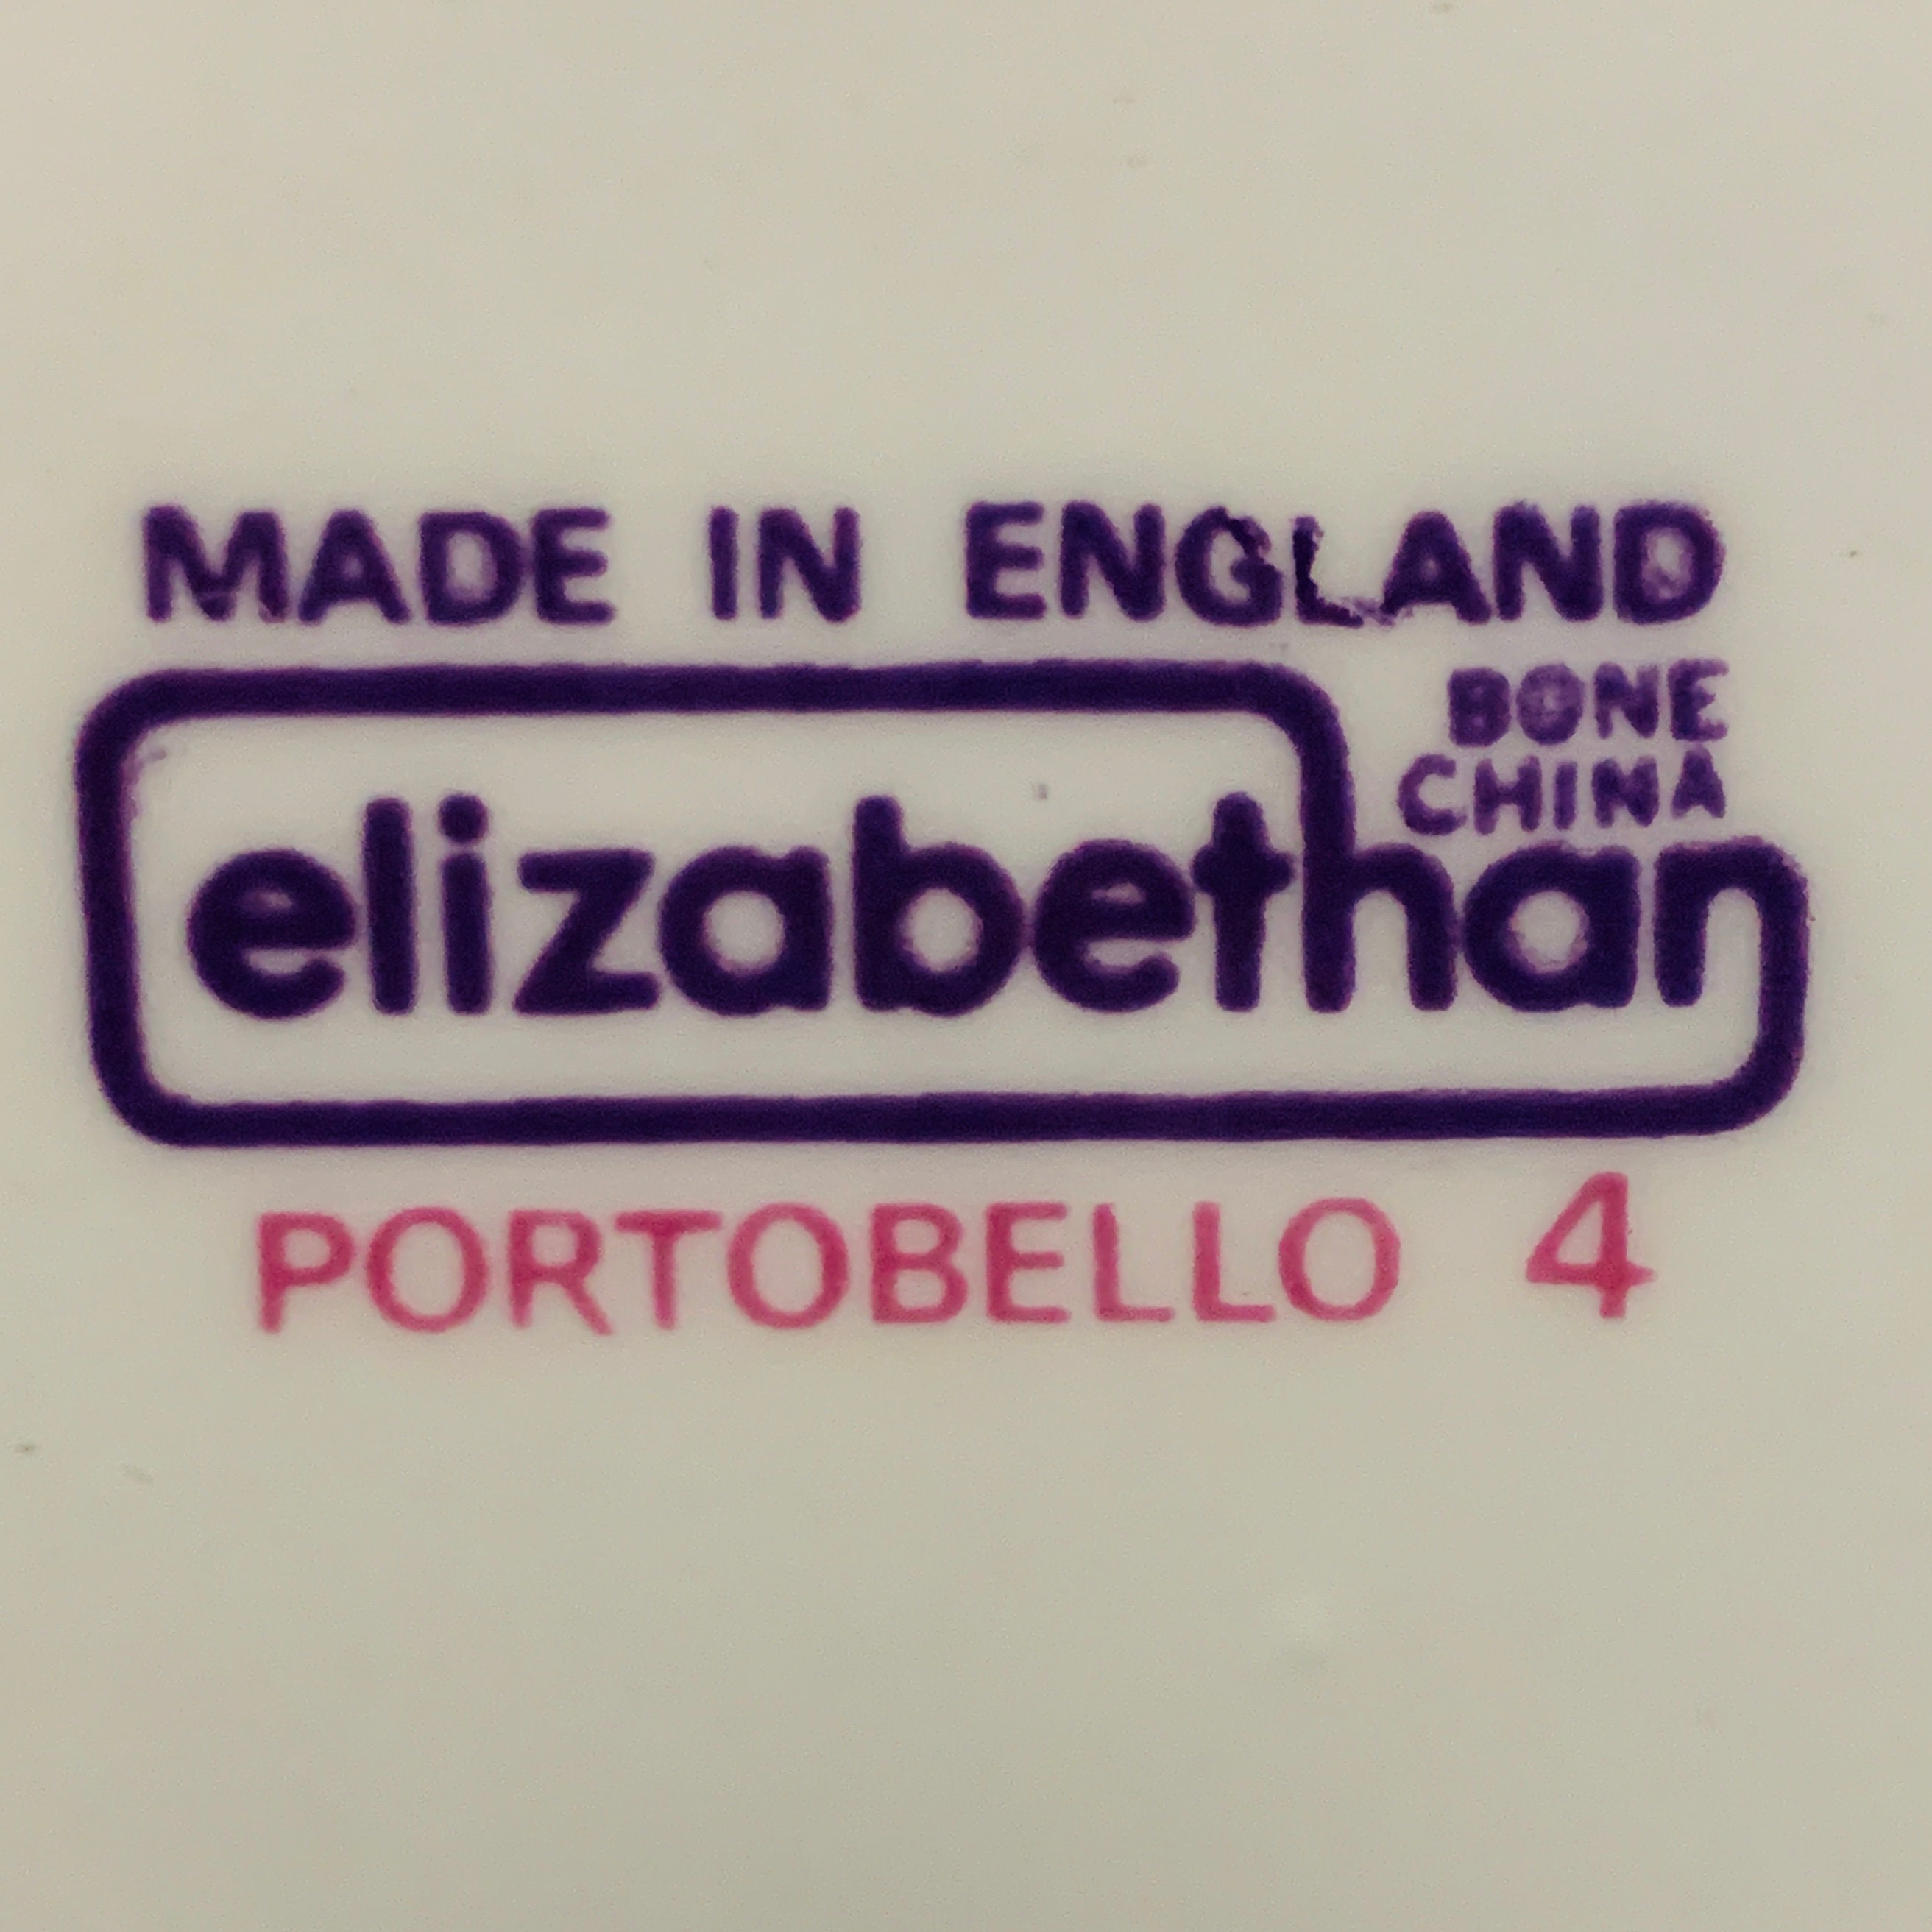 MADE IN ENGLAND
BONE
CHINA
elizabethan
PORTOBELLO 4